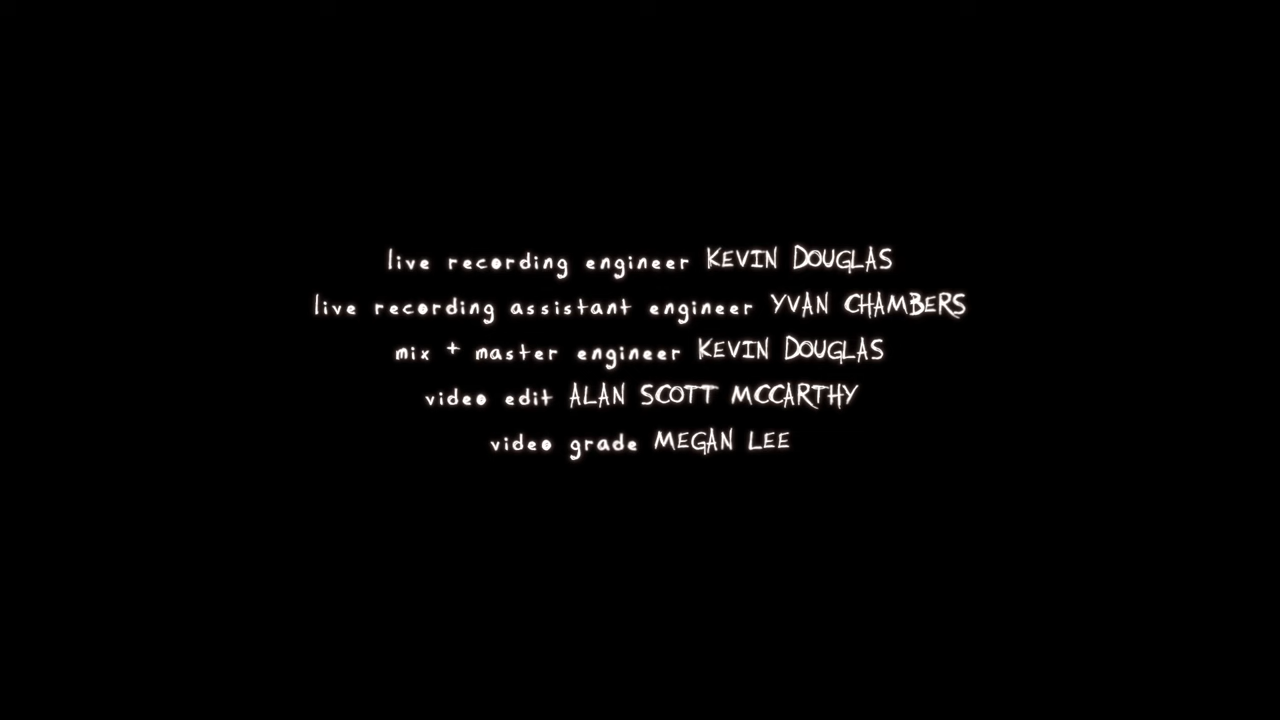 live recording engineer KEVIN DOUGLAS
live recording assistant engineer YVAN CHAMBERS
mix + master engineer KEVIN DOUGLAS
video edit ALAN SCOTT MCCARTHY
video grade MEGAN LEE